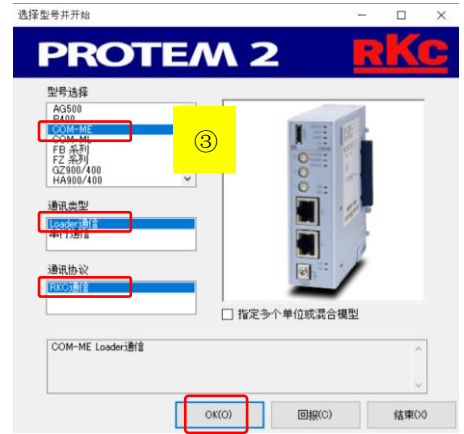 选择型号并开始
PROTEM 2
RKC
型号选择
AG500
B400
COM-ME
COM-ML
FB 系列
FZ 系列
GZ900/400
HA900/400
③
通讯类型
Loader通信
串行通信
通讯协议
RKC通信
指定多个单位或混合模型
COM-ME Loader通信
OK(O)
回报(C)
结束(X)